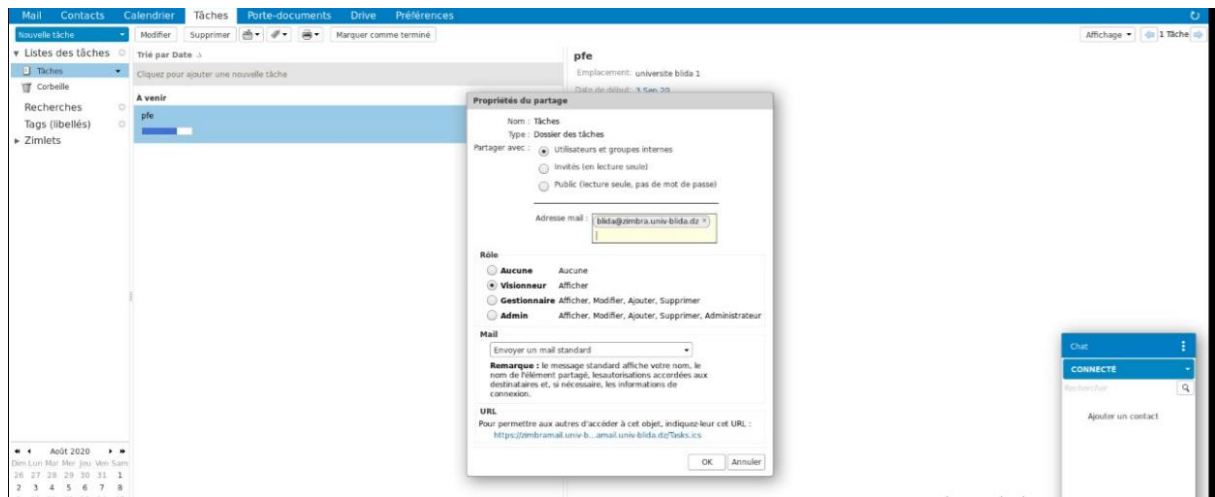 Mail Contacts Calendrier Tâches Porte-documents Drive Préférences
Nouvelle tâche Modifier Supprimer Marquer comme terminé Affichage 1 Tâche
Listes des tâches
Tâches
Corbeille
Recherches
Tags (libellés)
Zimlets
Trié par Date
Cliquez pour ajouter une nouvelle tâche
A venir
pfe
pfe
Emplacement: universite blida 1
Date de début: 3 Sep 20
Propriétés du partage
Nom : Tâches
Type : Dossier des tâches
Partager avec : Utilisateurs et groupes internes
Invités (en lecture seule)
Public (lecture seule, pas de mot de passe)
Adresse mail : blida@zimbra.univ-blida.dz ×
Rôle
Aucune Aucune
Visionneur Afficher
Gestionnaire Afficher, Modifier, Ajouter, Supprimer
Admin Afficher, Modifier, Ajouter, Supprimer, Administrateur
Mail
Envoyer un mail standard
Remarque : le message standard affiche votre nom, le
nom de l'élément partagé, lesautorisations accordées aux
destinataires et, si nécessaire, les informations de
connexion.
URL
Pour permettre aux autres d'accéder à cet objet, indiquez-leur cet URL :
https://zimbramail.univ-b...amail.univ-blida.dz/Tasks.ics
OK Annuler
Chat
CONNECTÉ
Rechercher
Ajouter un contact
Août 2020
Dim Lun Mar Mer Jeu Ven Sam
26 27 28 29 30 31 1
2 3 4 5 6 7 8